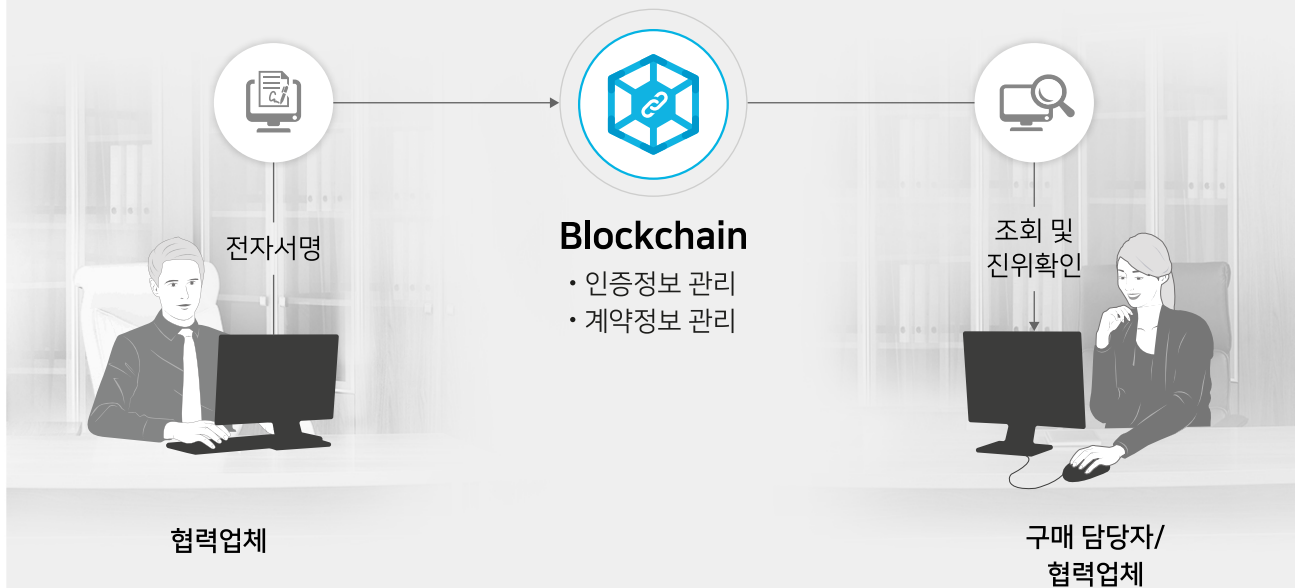 전자서명
Blockchain
・인증정보 관리
・계약정보 관리
조회 및
진위확인
협력업체
구매 담당자/
협력업체